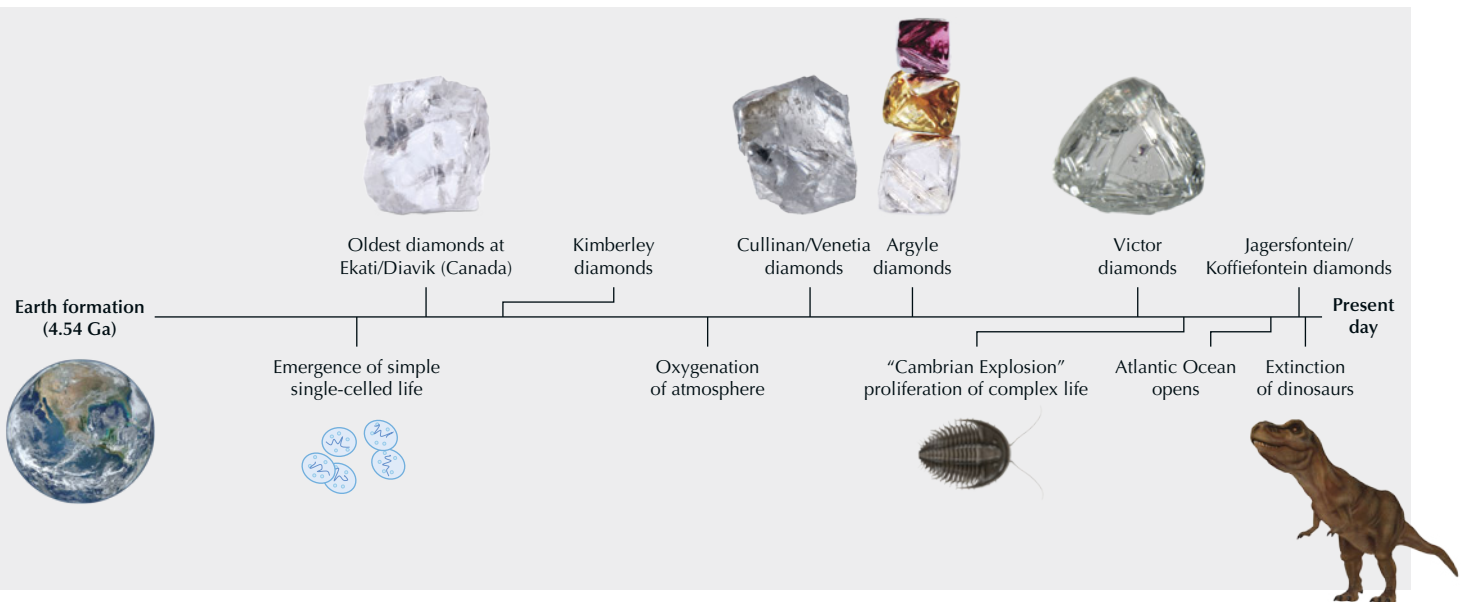 Oldest diamonds at
Ekati/Diavik (Canada)
Kimberley
diamonds
Cullinan/Venetia
diamonds
Argyle
diamonds
Victor
diamonds
Jagersfontein/
Koffiefontein diamonds
Earth formation
(4.54 Ga)
Present
day
Emergence of simple
single-celled life
Oxygenation
of atmosphere
“Cambrian Explosion”
proliferation of complex life
Atlantic Ocean
opens
Extinction
of dinosaurs